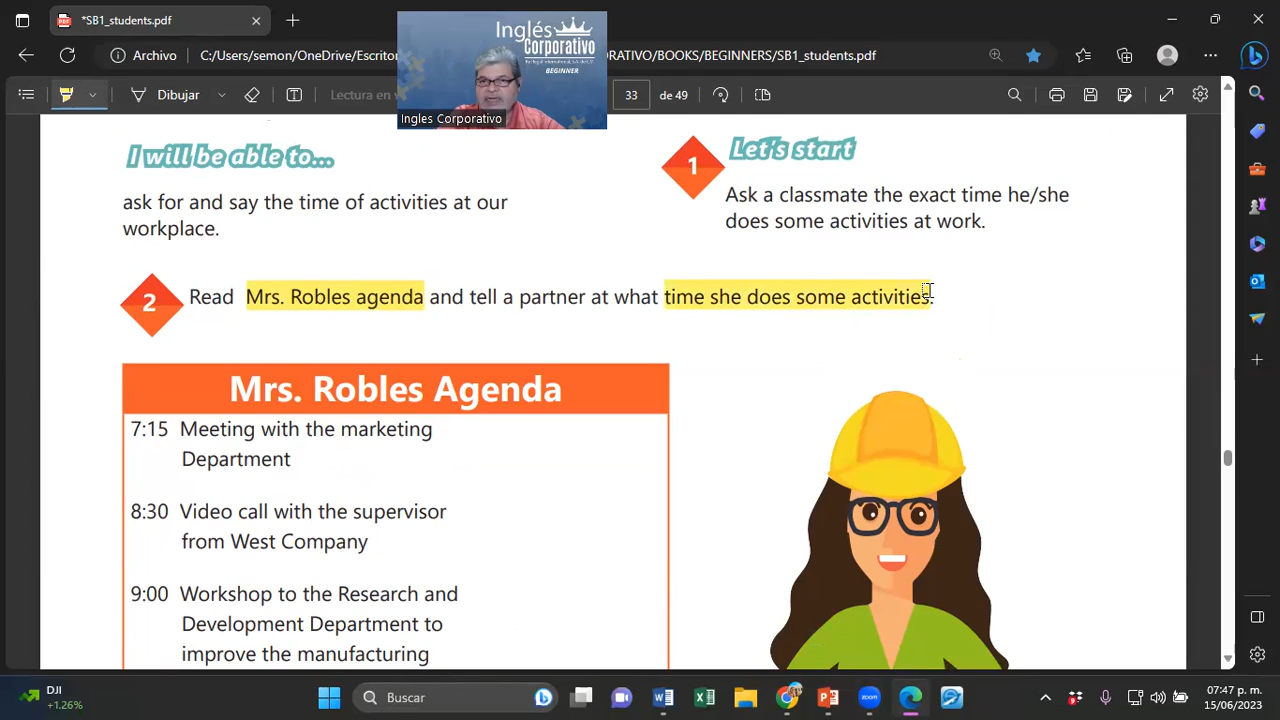 *SB1_students.pdf
Archivo
C:/Users/semon/OneDrive/Escritor
ORATIVO/BOOKS/BEGINNERS/SB1_students.pdf
Inglés
Corporativo
BEGINNER
Ingles Corporativo
Dibujar
Lectura en
33
de 49
I will be able to...
ask for and say the time of activities at our
workplace.
1
Let's start
Ask a classmate the exact time he/she
does some activities at work.
2
Read Mrs. Robles agenda and tell a partner at what time she does some activities.
Mrs. Robles Agenda
7:15 Meeting with the marketing
Department
8:30 Video call with the supervisor
from West Company
9:00 Workshop to the Research and
Development Department to
improve the manufacturing
DJI
+1.26%
Buscar
zoom
07:47 p. m.
15/06/2023